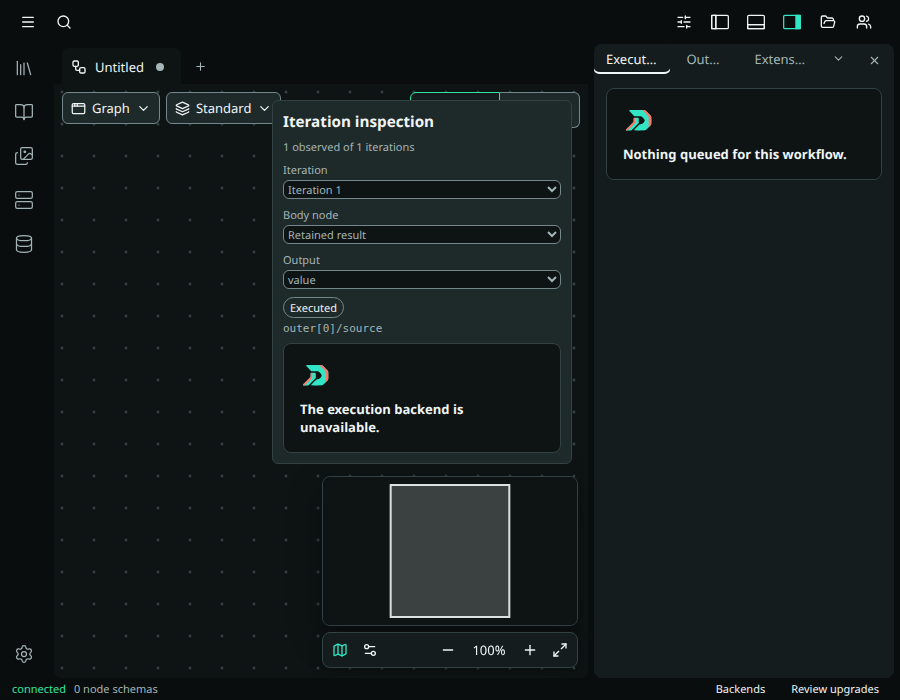 Execut...
Out...
Extens...
Untitled
Graph
Standard
Iteration inspection
1 observed of 1 iterations
Iteration
Iteration 1
Body node
Retained result
Output
value
Executed
outer[0]/source
The execution backend is
unavailable.
Nothing queued for this workflow.
100%
connected
0 node schemas
Backends
Review upgrades